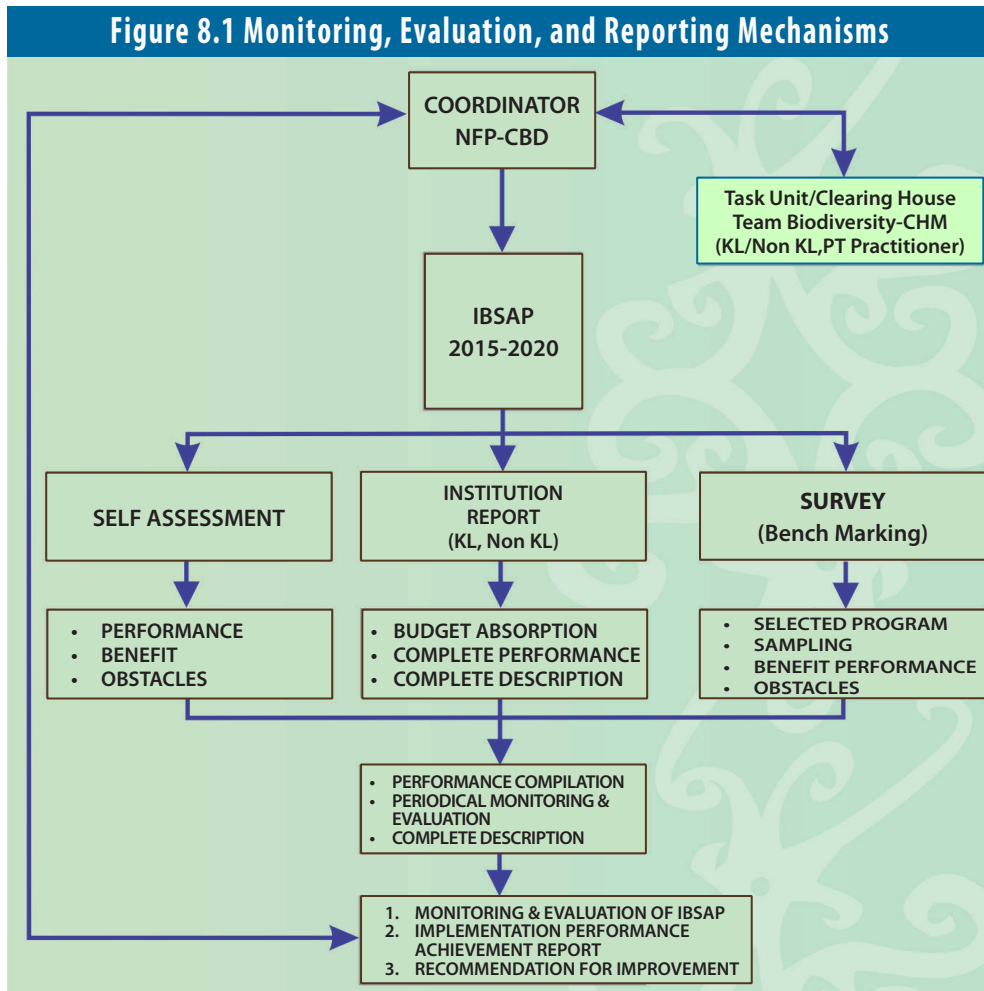 Figure 8.1 Monitoring, Evaluation, and Reporting Mechanisms
COORDINATOR
NFP-CBD
Task Unit/Clearing House
Team Biodiversity-CHM
(KL/Non KL,PT Practitioner)
IBSAP
2015-2020
SELF ASSESSMENT
INSTITUTION
REPORT
(KL, Non KL)
SURVEY
(Bench Marking)
• PERFORMANCE
• BENEFIT
• OBSTACLES
• BUDGET ABSORPTION
• COMPLETE PERFORMANCE
• COMPLETE DESCRIPTION
• SELECTED PROGRAM
• SAMPLING
• BENEFIT PERFORMANCE
• OBSTACLES
• PERFORMANCE COMPILATION
• PERIODICAL MONITORING &
EVALUATION
• COMPLETE DESCRIPTION
1. MONITORING & EVALUATION OF IBSAP
2. IMPLEMENTATION PERFORMANCE
ACHIEVEMENT REPORT
3. RECOMMENDATION FOR IMPROVEMENT